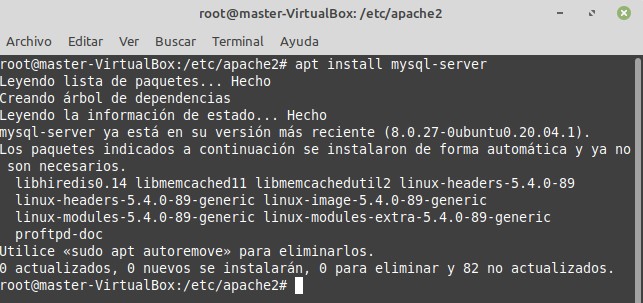 root@master-VirtualBox: /etc/apache2
Archivo Editar Ver Buscar Terminal Ayuda
root@master-VirtualBox:/etc/apache2# apt install mysql-server
Leyendo lista de paquetes... Hecho
Creando árbol de dependencias
Leyendo la información de estado... Hecho
mysql-server ya está en su versión más reciente (8.0.27-0ubuntu0.20.04.1).
Los paquetes indicados a continuación se instalaron de forma automática y ya no
son necesarios.
libhiredis0.14 libmemcached11 libmemcachedutil2 linux-headers-5.4.0-89
linux-headers-5.4.0-89-generic linux-image-5.4.0-89-generic
linux-modules-5.4.0-89-generic linux-modules-extra-5.4.0-89-generic
proftpd-doc
Utilice «sudo apt autoremove» para eliminarlos.
0 actualizados, 0 nuevos se instalarán, 0 para eliminar y 82 no actualizados.
root@master-VirtualBox:/etc/apache2#